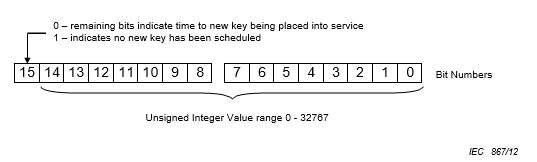 0 – remaining bits indicate time to new key being placed into service
1 – indicates no new key has been scheduled
15 14 13 12 11 10 9 8 7 6 5 4 3 2 1 0 Bit Numbers
Unsigned Integer Value range 0 - 32767
IEC 867/12